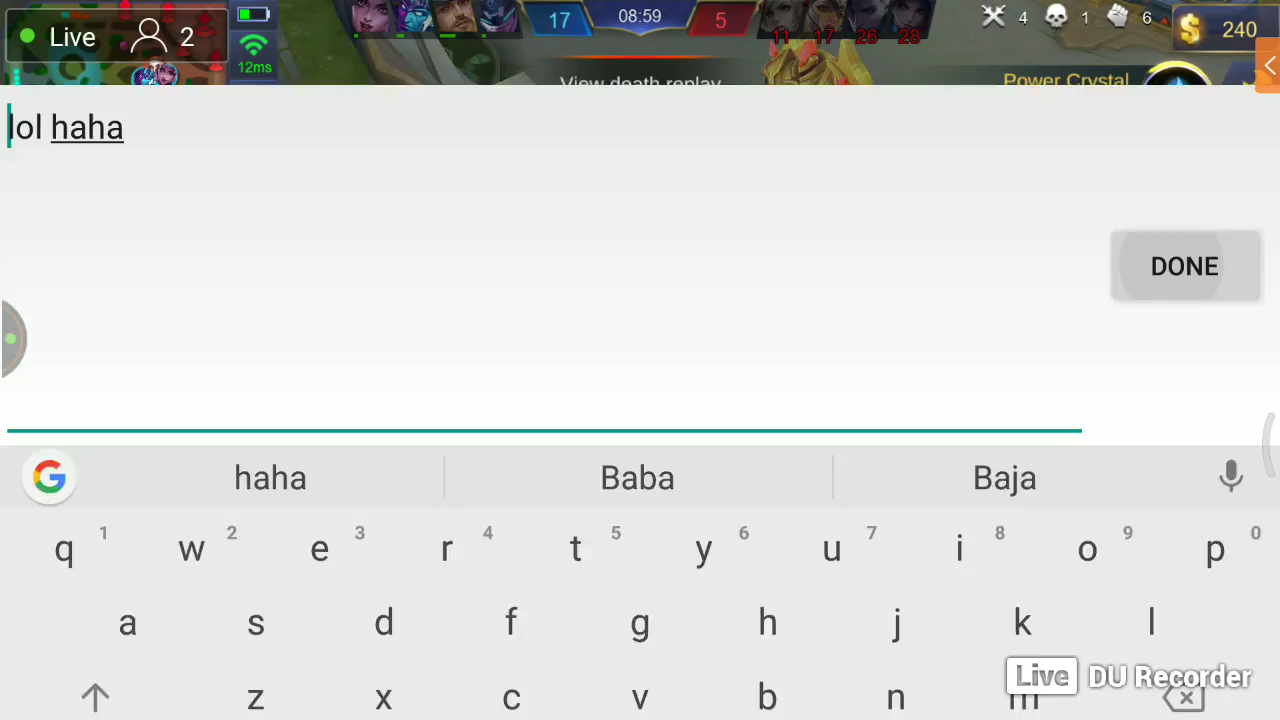 Live 2
12ms
17 08:59 5
11 17 26 28
4 1 6 240
View death replay
Power Crystal
lol haha
DONE
haha Baba Baja
q 1 w 2 e 3 r 4 t 5 y 6 u 7 i 8 o 9 p 0
a s d f g h j k l
z x c v b n m
Live DU Recorder